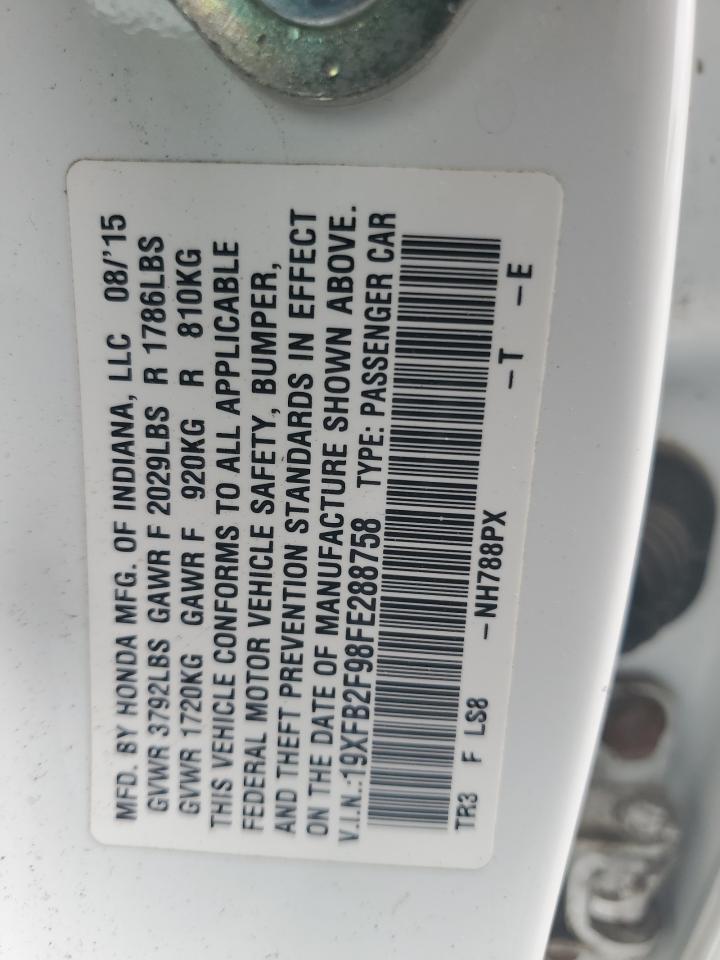 MFD. BY HONDA MFG. OF INDIANA, LLC 08/'15
GVWR 3792LBS GAWR F 2029LBS R 1786LBS
GVWR 1720KG GAWR F 920KG R 810KG
THIS VEHICLE CONFORMS TO ALL APPLICABLE
FEDERAL MOTOR VEHICLE SAFETY, BUMPER,
AND THEFT PREVENTION STANDARDS IN EFFECT
ON THE DATE OF MANUFACTURE SHOWN ABOVE.
V.I.N.:19XFB2F98FE288758 TYPE: PASSENGER CAR
TR3 F LS8 -NH788PX -T -E